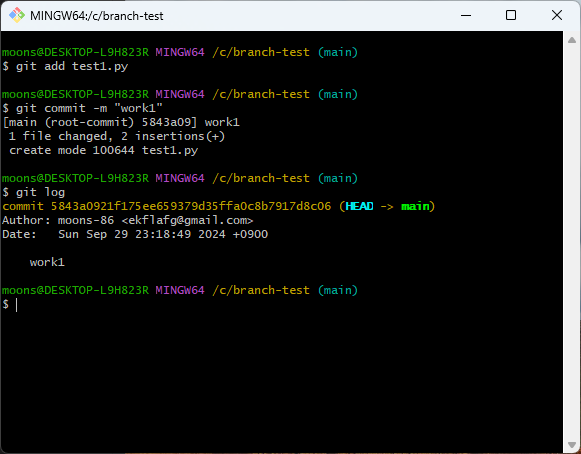 MINGW64:/c/branch-test
moons@DESKTOP-L9H823R MINGW64 /c/branch-test (main)
$ git add test1.py
moons@DESKTOP-L9H823R MINGW64 /c/branch-test (main)
$ git commit -m "work1"
[main (root-commit) 5843a09] work1
 1 file changed, 2 insertions(+)
 create mode 100644 test1.py
moons@DESKTOP-L9H823R MINGW64 /c/branch-test (main)
$ git log
commit 5843a0921f175ee659379d35ffa0c8b7917d8c06 (HEAD -> main)
Author: moons-86 <ekflafg@gmail.com>
Date:   Sun Sep 29 23:18:49 2024 +0900
    work1
moons@DESKTOP-L9H823R MINGW64 /c/branch-test (main)
$